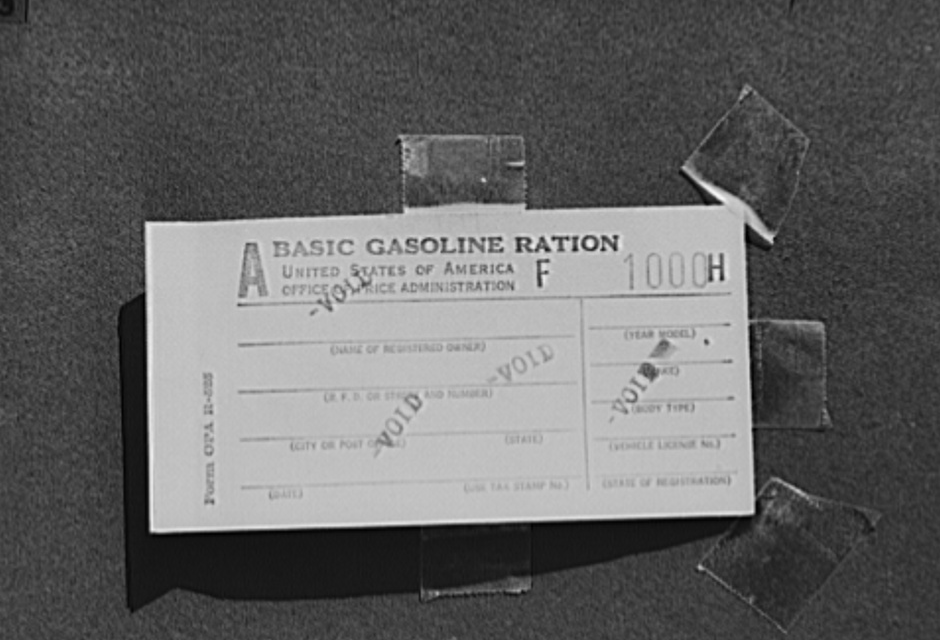 A BASIC GASOLINE RATION
UNITED STATES OF AMERICA F 1000H
OFFICE PRICE ADMINISTRATION
-VOID
(NAME OF REGISTERED OWNER)
(R. F. D. OR STREET AND NUMBER)
-VOID
-VOID
(CITY OR POST OFFICE) (STATE)
(DATE) (USE TAX STAMP No.)
(YEAR MODEL)
(MAKE)
-VOID
(BODY TYPE)
(VEHICLE LICENSE No.)
(STATE OF REGISTRATION)
Form OPA R-525